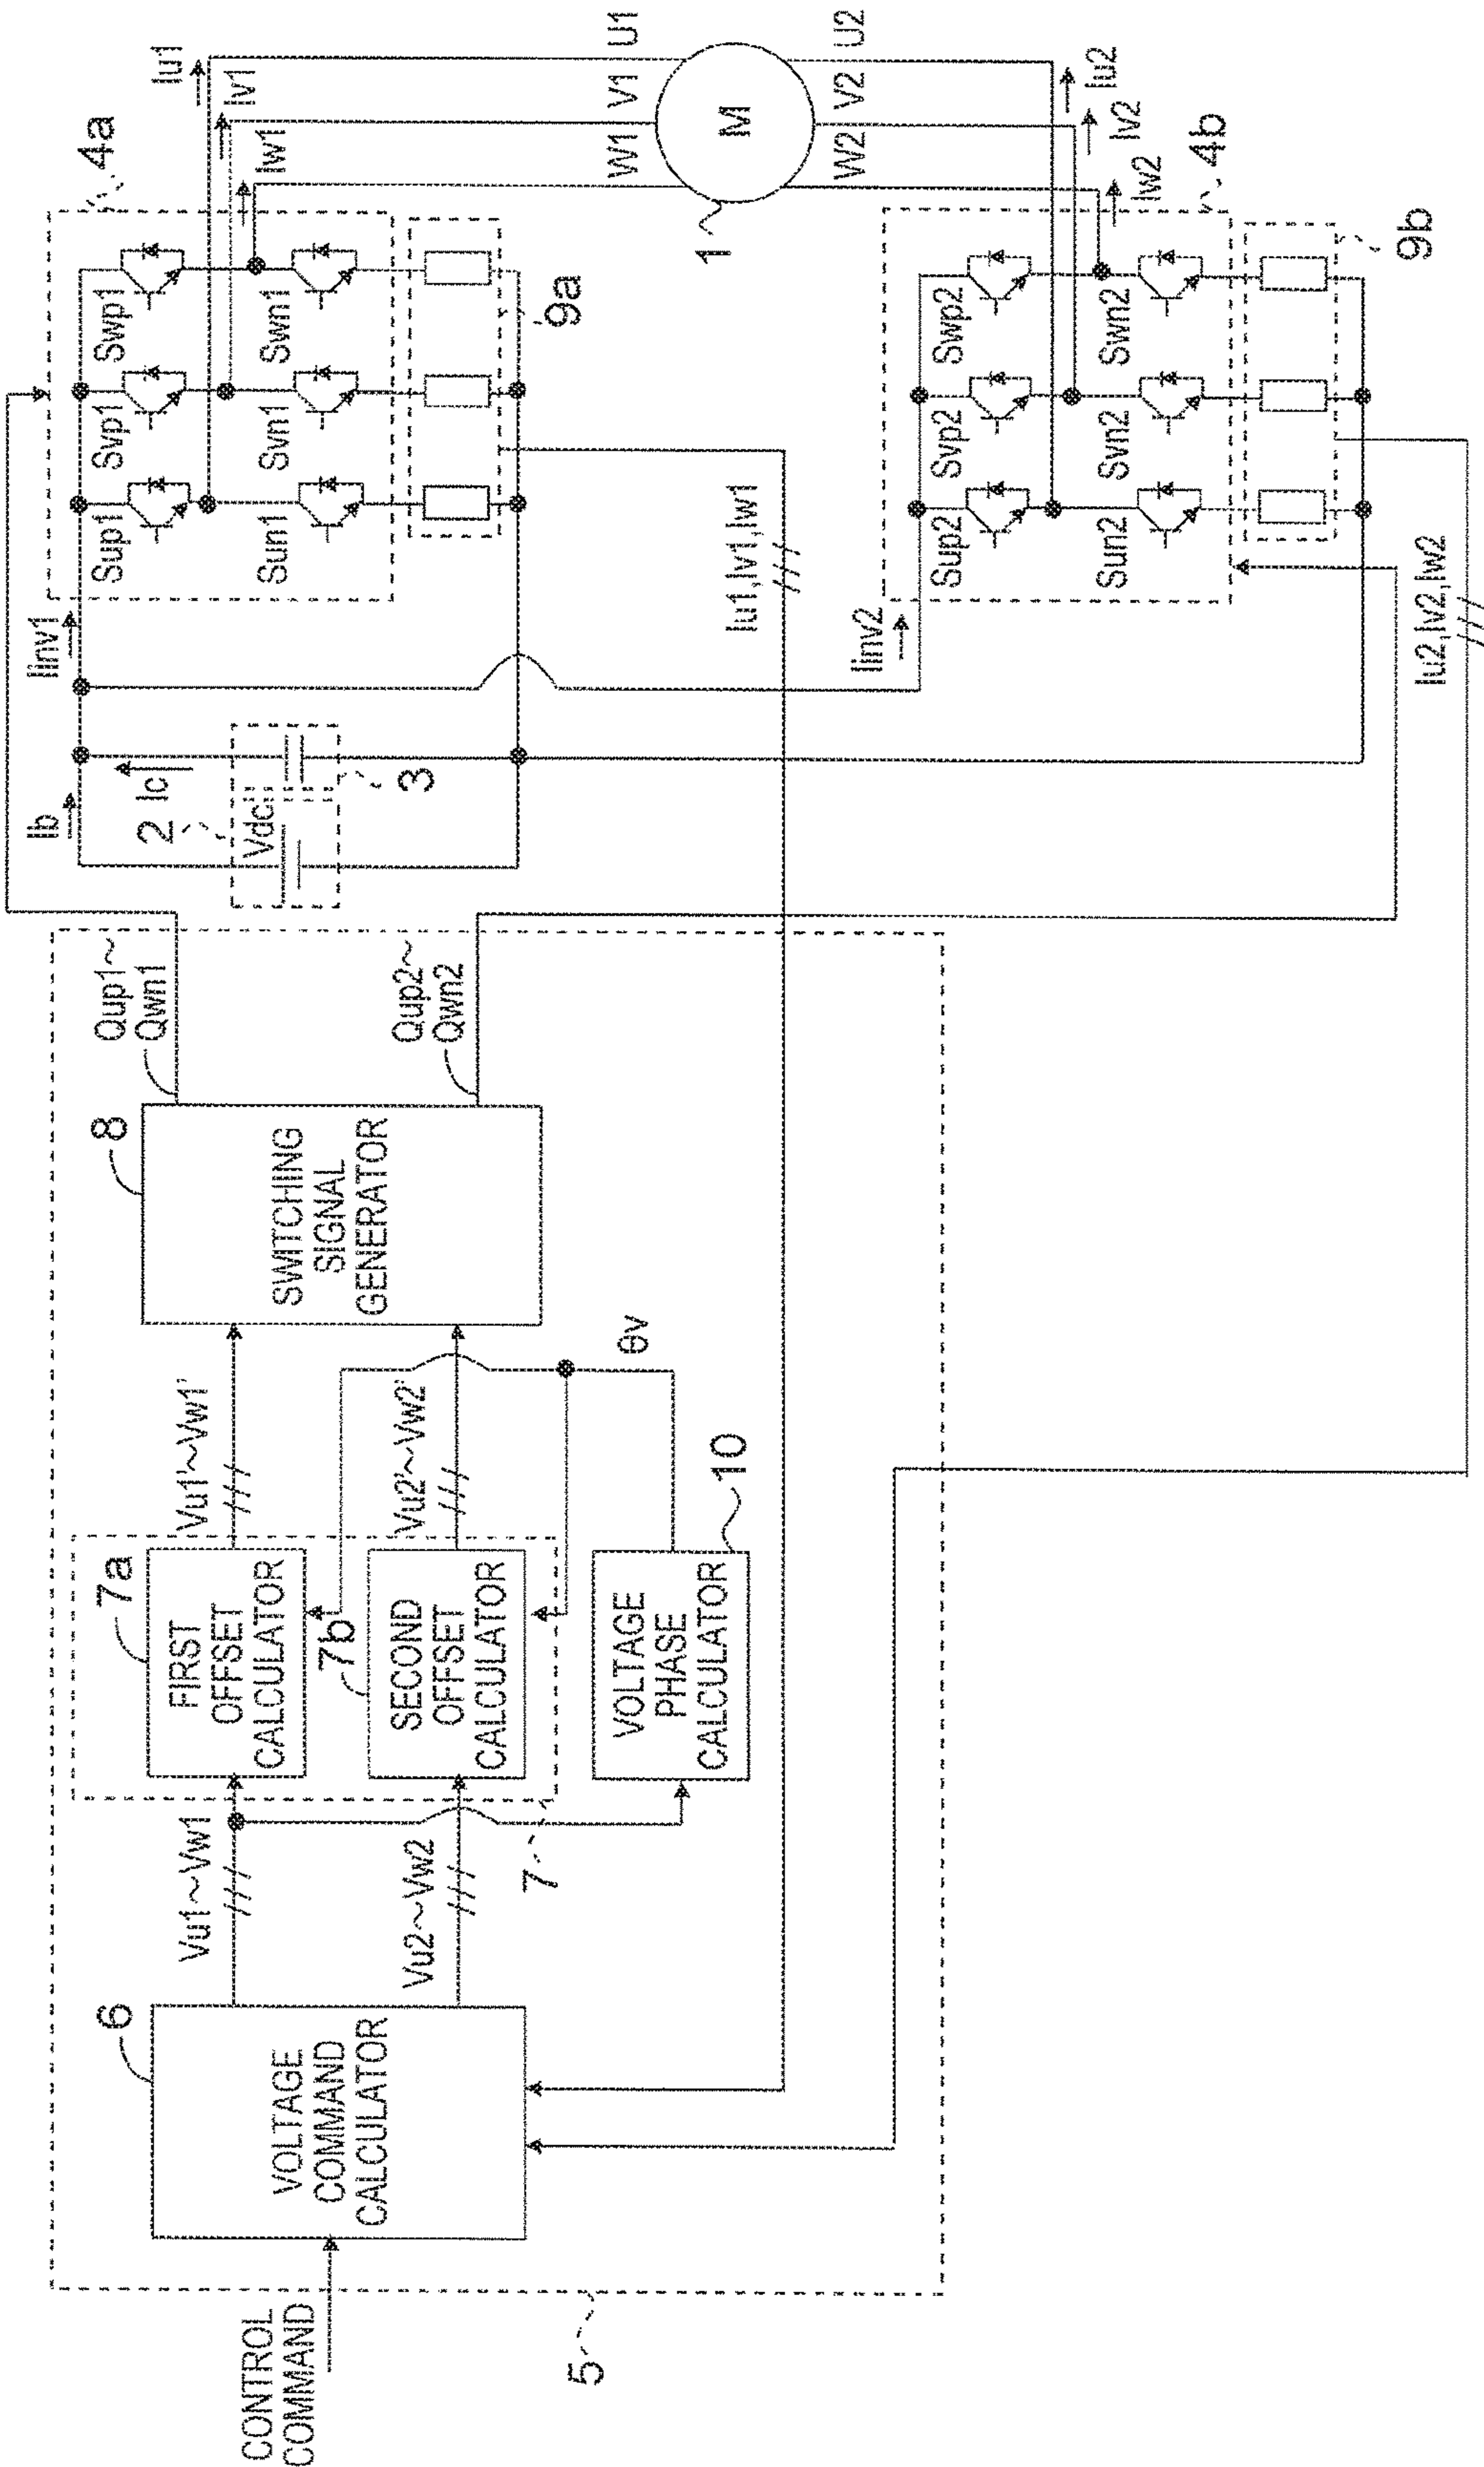 CONTROL
COMMAND
5
6
VOLTAGE
COMMAND
CALCULATOR
Vu1~Vw1
Vu2~Vw2
7
7a
FIRST
OFFSET
CALCULATOR
7b
SECOND
OFFSET
CALCULATOR
VOLTAGE
PHASE
CALCULATOR
10
Vu1'~Vw1'
Vu2'~Vw2'
θv
8
SWITCHING
SIGNAL
GENERATOR
Qup1~
Qwn1
Qup2~
Qwn2
Ib
2
Ic
Vdc
3
Iinv1
Iinv2
Iu1,Iv1,Iw1
Iu2,Iv2,Iw2
Sup1
Svp1
Swp1
Sun1
Svn1
Swn1
4a
9a
Sup2
Svp2
Swp2
Sun2
Svn2
Swn2
4b
9b
Iu1
Iv1
Iw1
U1
V1
W1
M
1
W2
V2
U2
Iu2
Iv2
Iw2